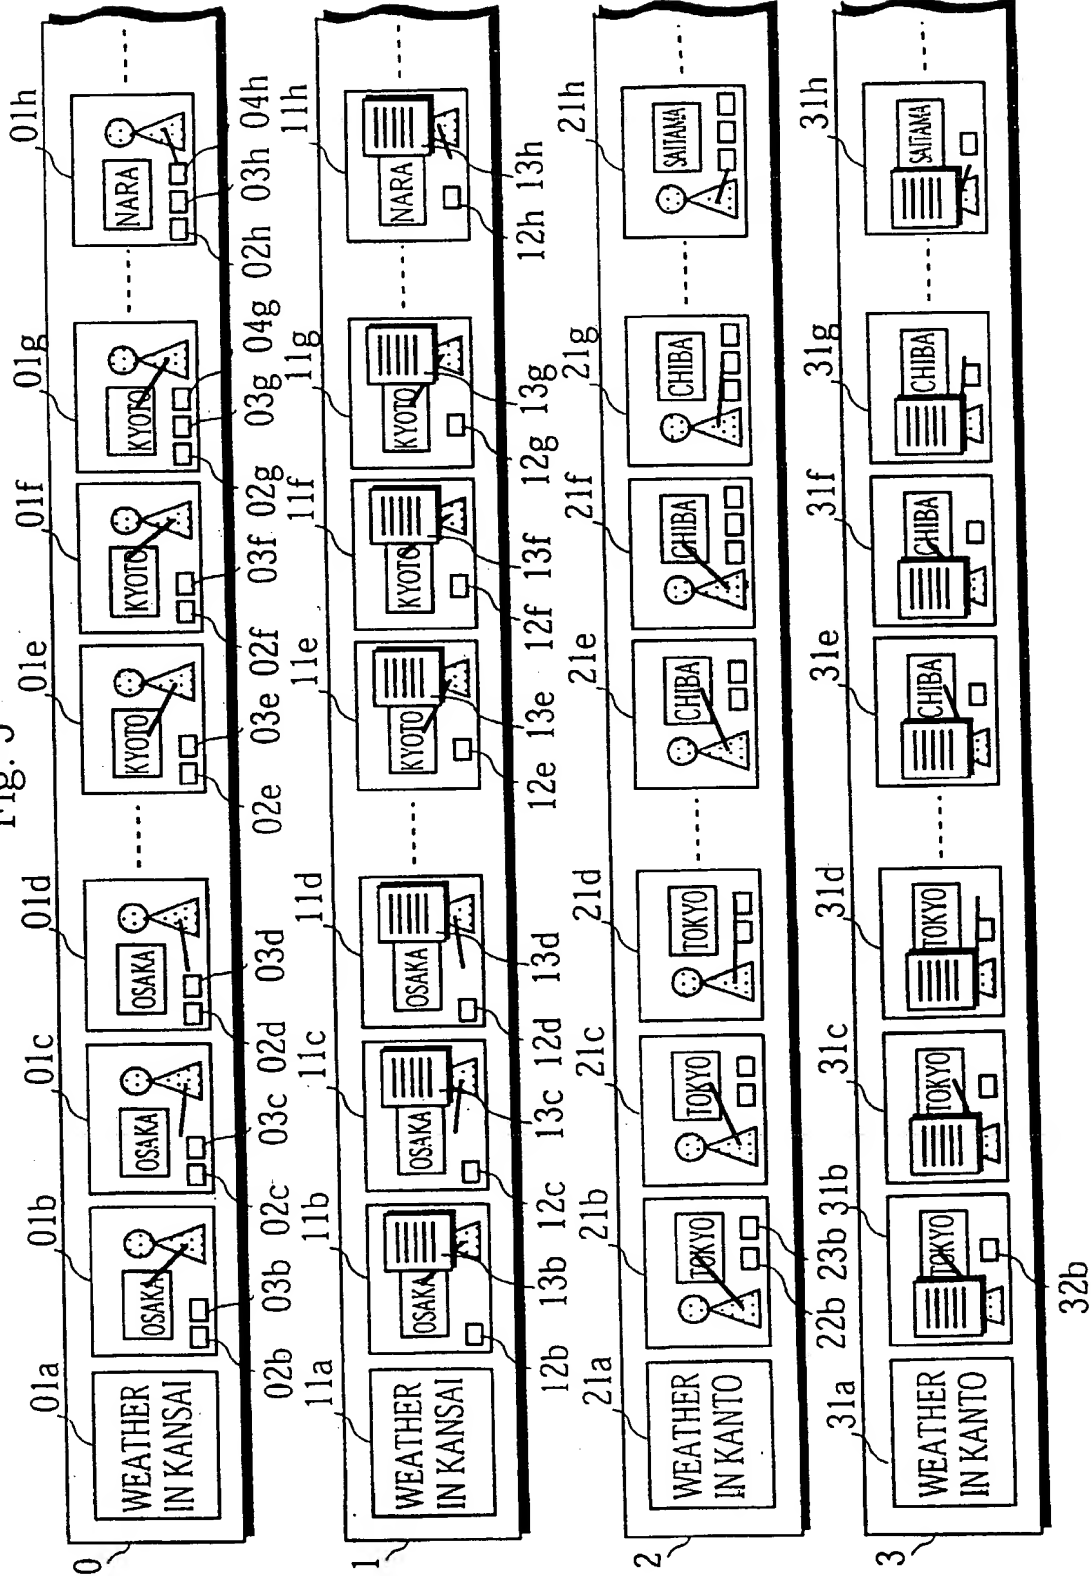 Fig.
01a 01b 01c 01d 01e 01f 01g 01h
WEATHER
IN KANSAI
OSAKA OSAKA OSAKA KYOTO KYOTO KYOTO NARA
0 02b 03b 02c 03c 02d 03d 02e 03e 02f 03f 02g 03g 04g 02h 03h 04h
11a 11b 11c 11d 11e 11f 11g 11h
WEATHER
IN KANSAI
OSAKA OSAKA OSAKA KYOTO KYOTO KYOTO NARA
1 12b 13b 12c 13c 12d 13d 12e 13e 12f 13f 12g 13g 12h 13h
21a 21b 21c 21d 21e 21f 21g 21h
WEATHER
IN KANTO
TOKYO TOKYO TOKYO CHIBA CHIBA CHIBA SAITAMA
2 22b 23b
31a 31b 31c 31d 31e 31f 31g 31h
WEATHER
IN KANTO
TOKYO TOKYO TOKYO CHIBA CHIBA CHIBA SAITAMA
3 32b